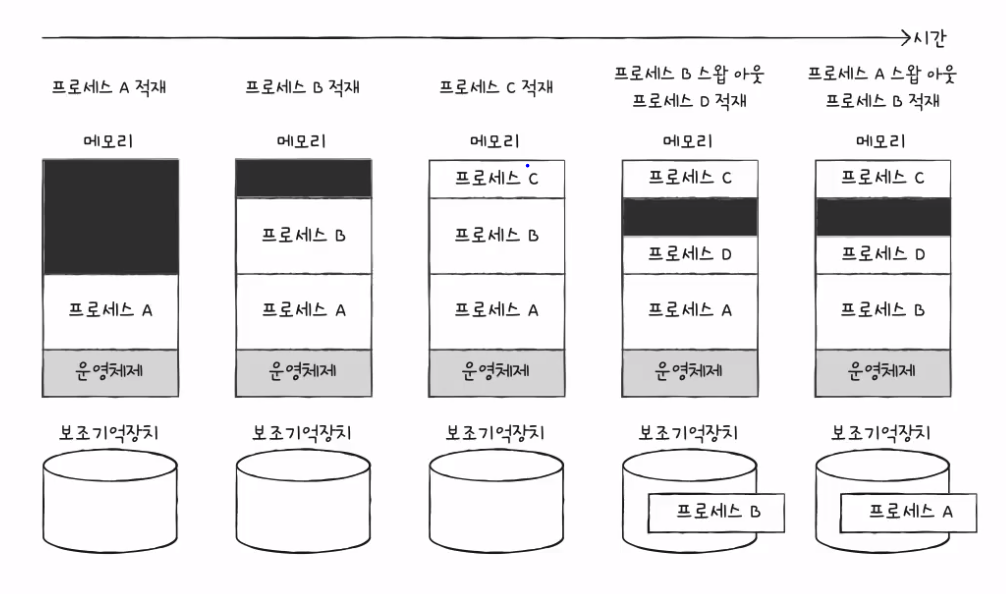 시간
프로세스 A 적재
프로세스 B 적재
프로세스 C 적재
프로세스 B 스왑 아웃
프로세스 D 적재
프로세스 A 스왑 아웃
프로세스 B 적재
메모리
메모리
메모리
메모리
메모리
프로세스 A
운영체제
프로세스 B
프로세스 A
운영체제
프로세스 C
프로세스 B
프로세스 A
운영체제
프로세스 C
프로세스 D
프로세스 A
운영체제
프로세스 C
프로세스 D
프로세스 B
운영체제
보조기억장치
보조기억장치
보조기억장치
보조기억장치
보조기억장치
프로세스 B
프로세스 A